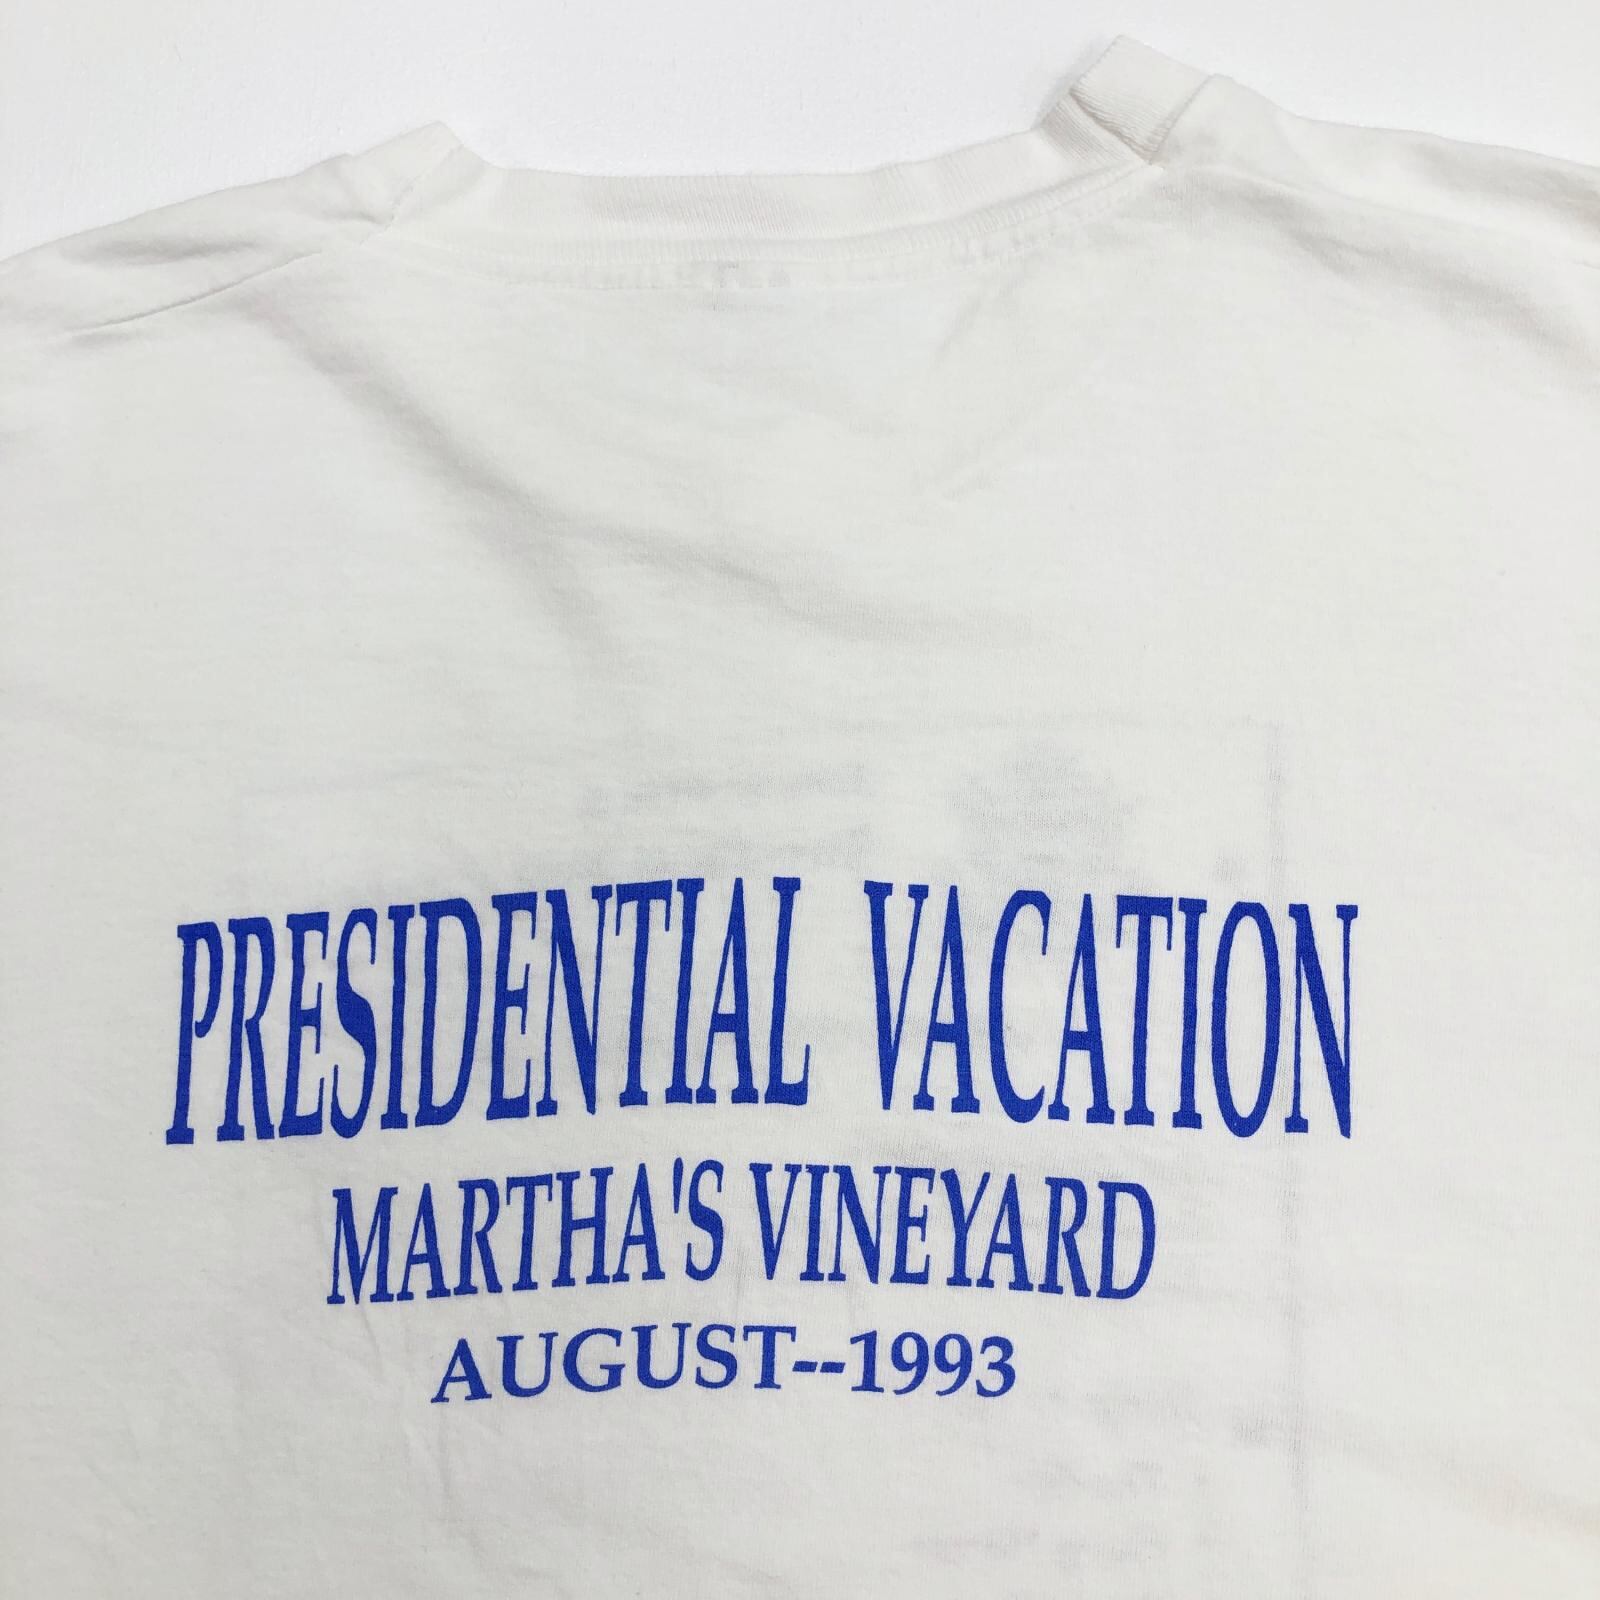 PRESIDENTIAL VACATION
MARTHA'S VINEYARD
AUGUST--1993